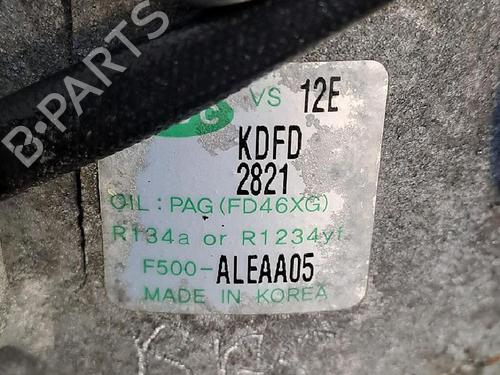 B-PARTS
VS 12E
KDFD
2821
OIL: PAG(FD46XG)
R134a or R1234yf
F500-ALEAA05
MADE IN KOREA